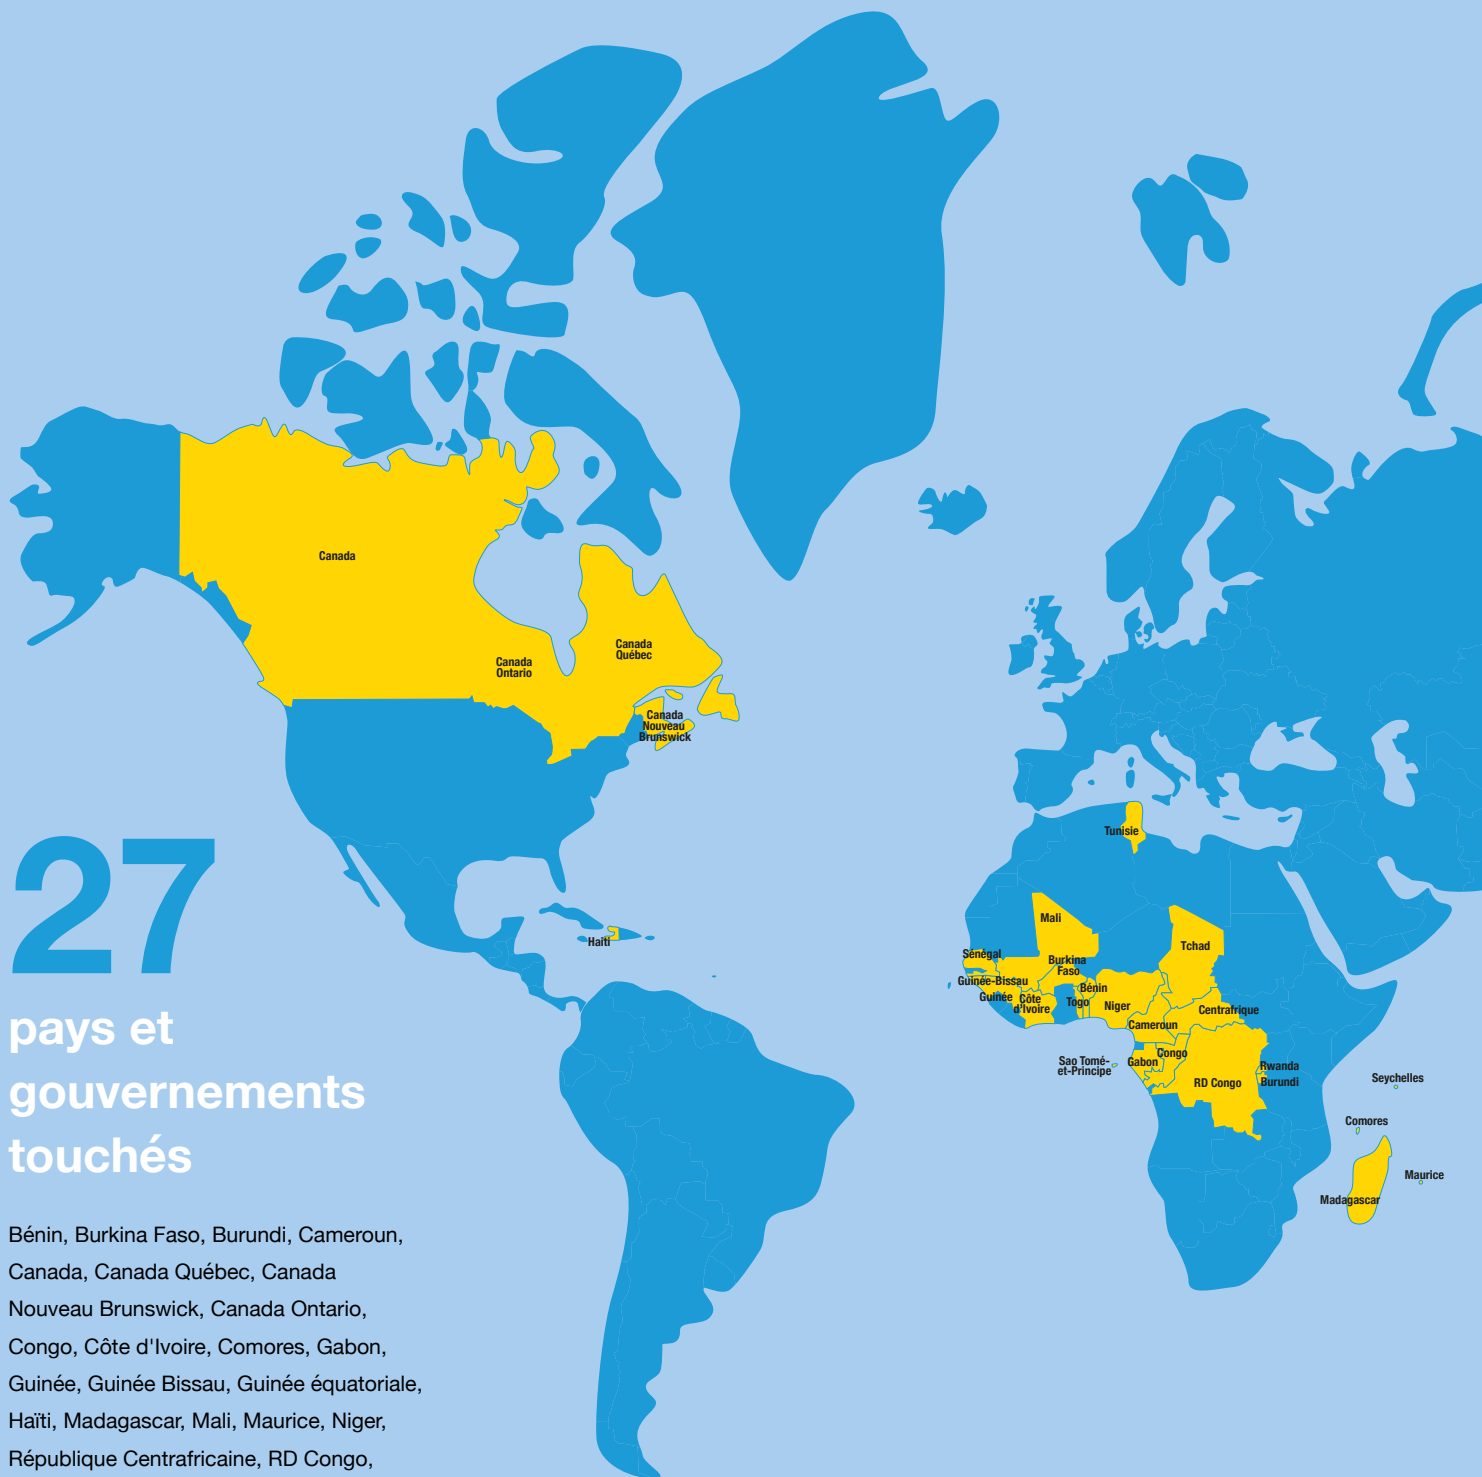 Canada
Canada
Québec
Canada
Ontario
Canada
Nouveau
Brunswick
Tunisie
Haïti
Mali
Tchad
Sénégal
Burkina
Faso
Guinée-Bissau
Bénin
Guinée
Côte
d'Ivoire
Togo
Niger
Centrafrique
Cameroun
Congo
Sao Tomé-
et-Principe
Gabon
Rwanda
RD Congo
Burundi
Seychelles
Comores
Maurice
Madagascar
27
pays et
gouvernements
touchés
Bénin, Burkina Faso, Burundi, Cameroun,
Canada, Canada Québec, Canada
Nouveau Brunswick, Canada Ontario,
Congo, Côte d'Ivoire, Comores, Gabon,
Guinée, Guinée Bissau, Guinée équatoriale,
Haïti, Madagascar, Mali, Maurice, Niger,
République Centrafricaine, RD Congo,